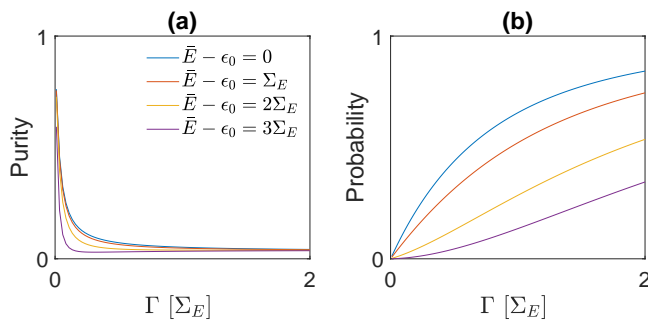 (a)
1
Purity
0
0
2
Γ [Σ_E]
Ē − ϵ₀ = 0
Ē − ϵ₀ = Σ_E
Ē − ϵ₀ = 2Σ_E
Ē − ϵ₀ = 3Σ_E
(b)
1
Probability
0
0
2
Γ [Σ_E]